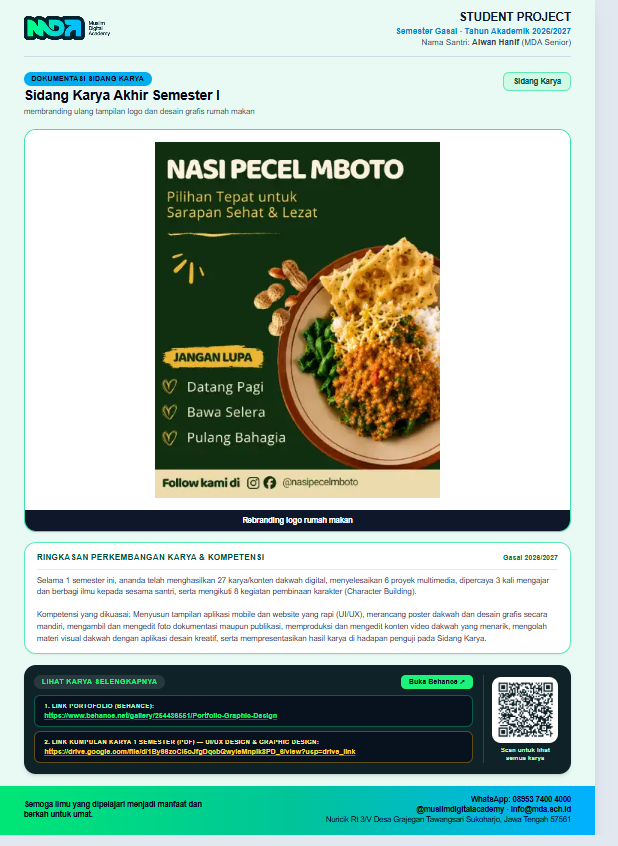 MDA
Muslim
Digital
Academy
STUDENT PROJECT
Semester Gasal - Tahun Akademik 2026/2027
Nama Santri: Alwan Hanif (MDA Senior)
DOKUMENTASI SIDANG KARYA
Sidang Karya Akhir Semester I
membranding ulang tampilan logo dan desain grafis rumah makan
Sidang Karya
NASI PECEL MBOTO
Pilihan Tepat untuk
Sarapan Sehat & Lezat
JANGAN LUPA
Datang Pagi
Bawa Selera
Pulang Bahagia
Follow kami di @nasipecelmboto
Rebranding logo rumah makan
RINGKASAN PERKEMBANGAN KARYA & KOMPETENSI
Gasal 2026/2027
Selama 1 semester ini, ananda telah menghasilkan 27 karya/konten dakwah digital, menyelesaikan 6 proyek multimedia, dipercaya 3 kali mengajar
dan berbagi ilmu kepada sesama santri, serta mengikuti 8 kegiatan pembinaan karakter (Character Building).
Kompetensi yang dikuasai: Menyusun tampilan aplikasi mobile dan website yang rapi (UI/UX), merancang poster dakwah dan desain grafis secara
mandiri, mengambil dan mengedit foto dokumentasi maupun publikasi, memproduksi dan mengedit konten video dakwah yang menarik, mengolah
materi visual dakwah dengan aplikasi desain kreatif, serta mempresentasikan hasil karya di hadapan penguji pada Sidang Karya.
LIHAT KARYA SELENGKAPNYA
Buka Behance ↗
1. LINK PORTOFOLIO (BEHANCE):
https://www.behance.net/gallery/254436551/Portfolio-Graphic-Design
2. LINK KUMPULAN KARYA 1 SEMESTER (PDF) — UI/UX DESIGN & GRAPHIC DESIGN:
Scan untuk lihat
semua karya
Semoga ilmu yang dipelajari menjadi manfaat dan
berkah untuk umat.
WhatsApp: 08953 7400 4000
@muslimdigitalacademy · info@mda.sch.id
Nuricik Rt 3/V Desa Grajegan Tawangsari Sukoharjo, Jawa Tengah 57561